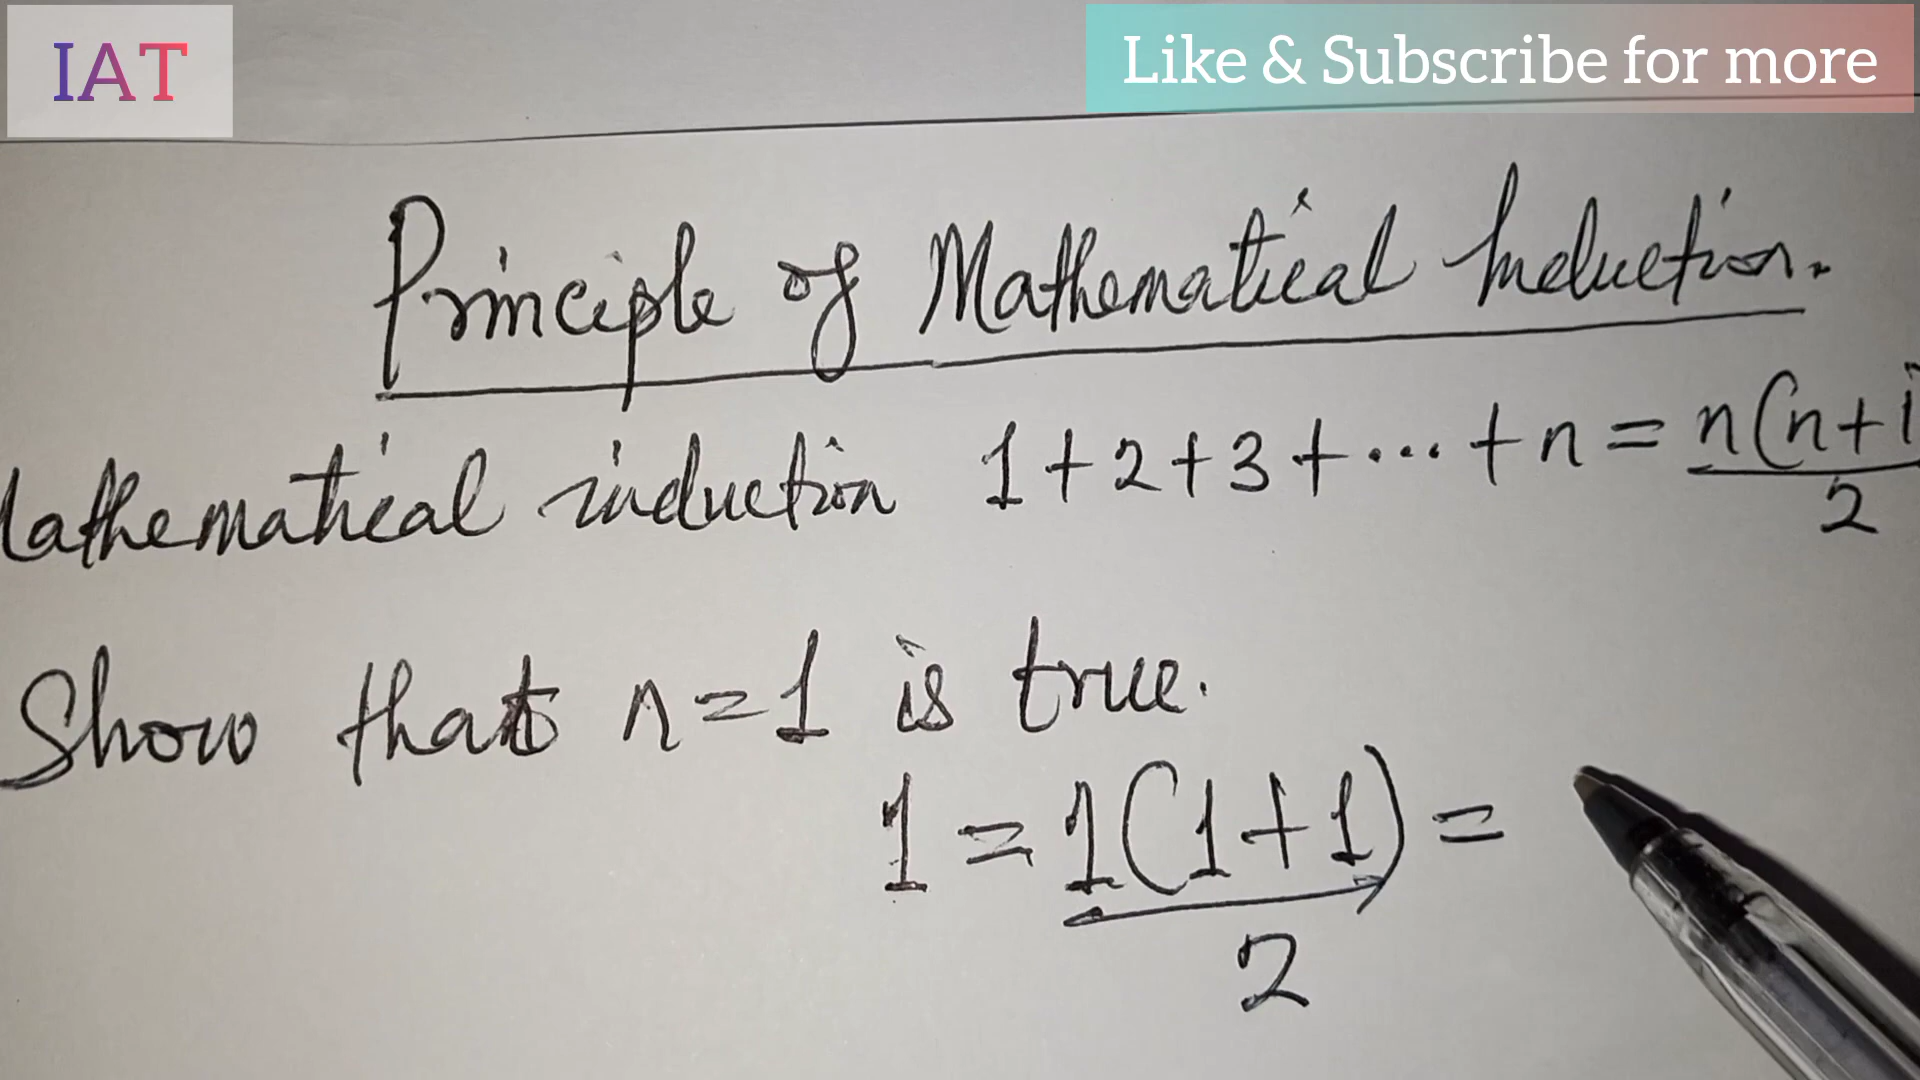 IAT
Like & Subscribe for more
Principle of Mathematical Induction.
Mathematical induction 1+2+3+...+n = n(n+1)/2
Show that n=1 is true.
1 = 1(1+1)/2 =